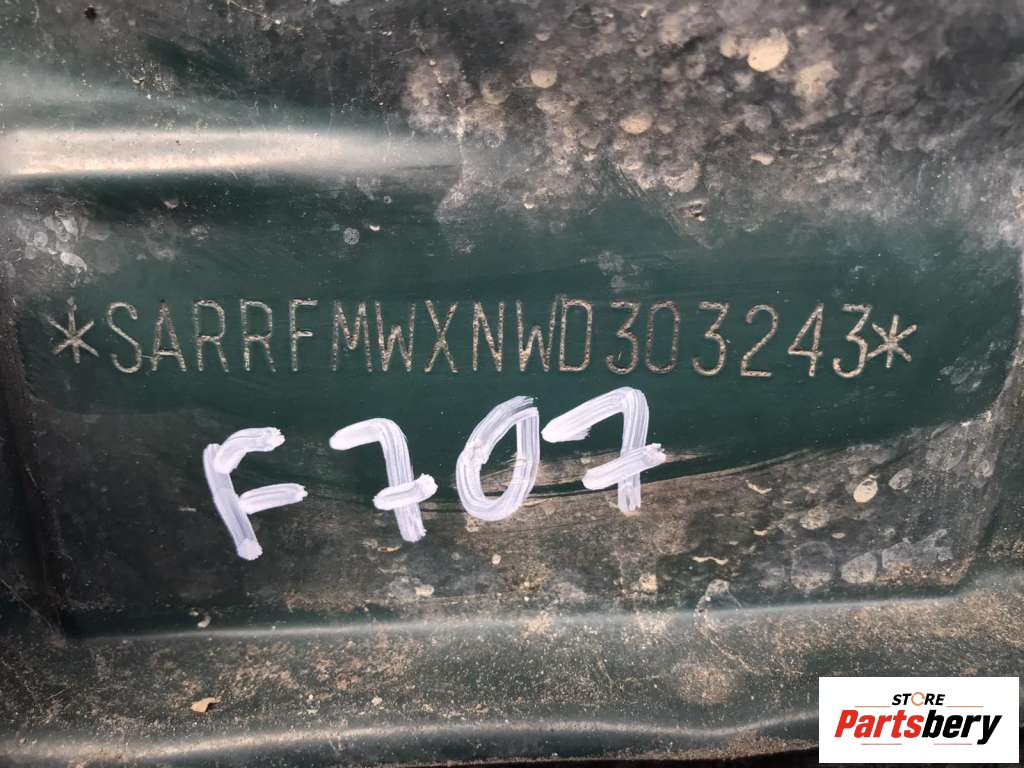 *SARRFMWXNWD303243*
F707
STORE
Partsbery